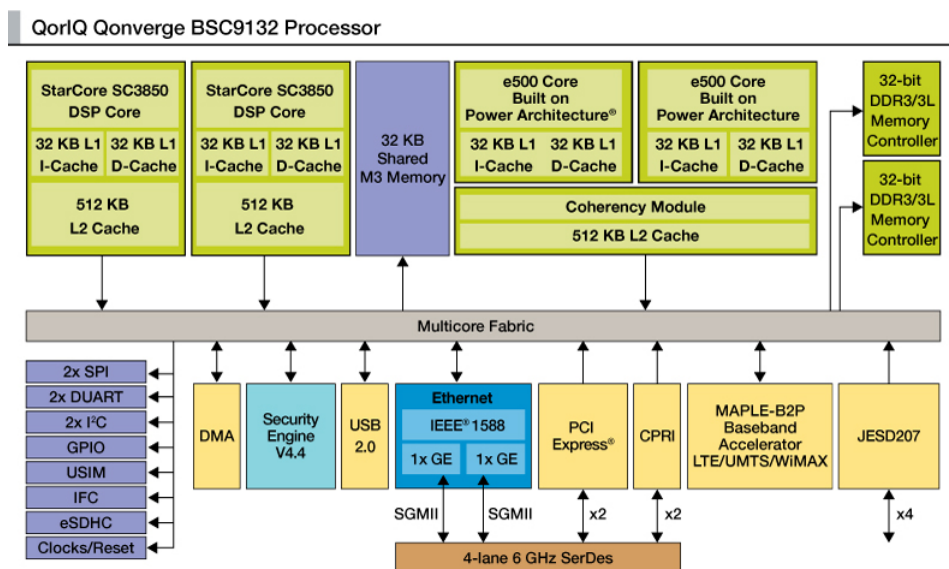 QorIQ Qonverge BSC9132 Processor
StarCore SC3850
DSP Core
32 KB L1
I-Cache
32 KB L1
D-Cache
512 KB
L2 Cache
StarCore SC3850
DSP Core
32 KB L1
I-Cache
32 KB L1
D-Cache
512 KB
L2 Cache
32 KB
Shared
M3 Memory
e500 Core
Built on
Power Architecture®
32 KB L1
I-Cache
32 KB L1
D-Cache
e500 Core
Built on
Power Architecture
32 KB L1
I-Cache
32 KB L1
D-Cache
Coherency Module
512 KB L2 Cache
32-bit
DDR3/3L
Memory
Controller
32-bit
DDR3/3L
Memory
Controller
Multicore Fabric
2x SPI
2x DUART
2x I²C
GPIO
USIM
IFC
eSDHC
Clocks/Reset
DMA
Security
Engine
V4.4
USB
2.0
Ethernet
IEEE® 1588
1x GE
1x GE
PCI
Express®
CPRI
MAPLE-B2P
Baseband
Accelerator
LTE/UMTS/WiMAX
JESD207
SGMII
SGMII
x2
x2
x4
4-lane 6 GHz SerDes